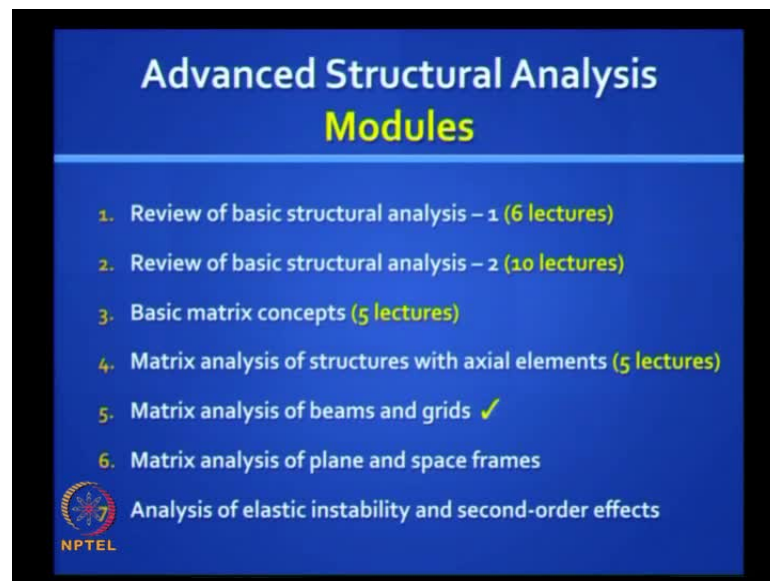 Advanced Structural Analysis
Modules
1. Review of basic structural analysis – 1 (6 lectures)
2. Review of basic structural analysis – 2 (10 lectures)
3. Basic matrix concepts (5 lectures)
4. Matrix analysis of structures with axial elements (5 lectures)
5. Matrix analysis of beams and grids ✓
6. Matrix analysis of plane and space frames
7 Analysis of elastic instability and second-order effects
NPTEL